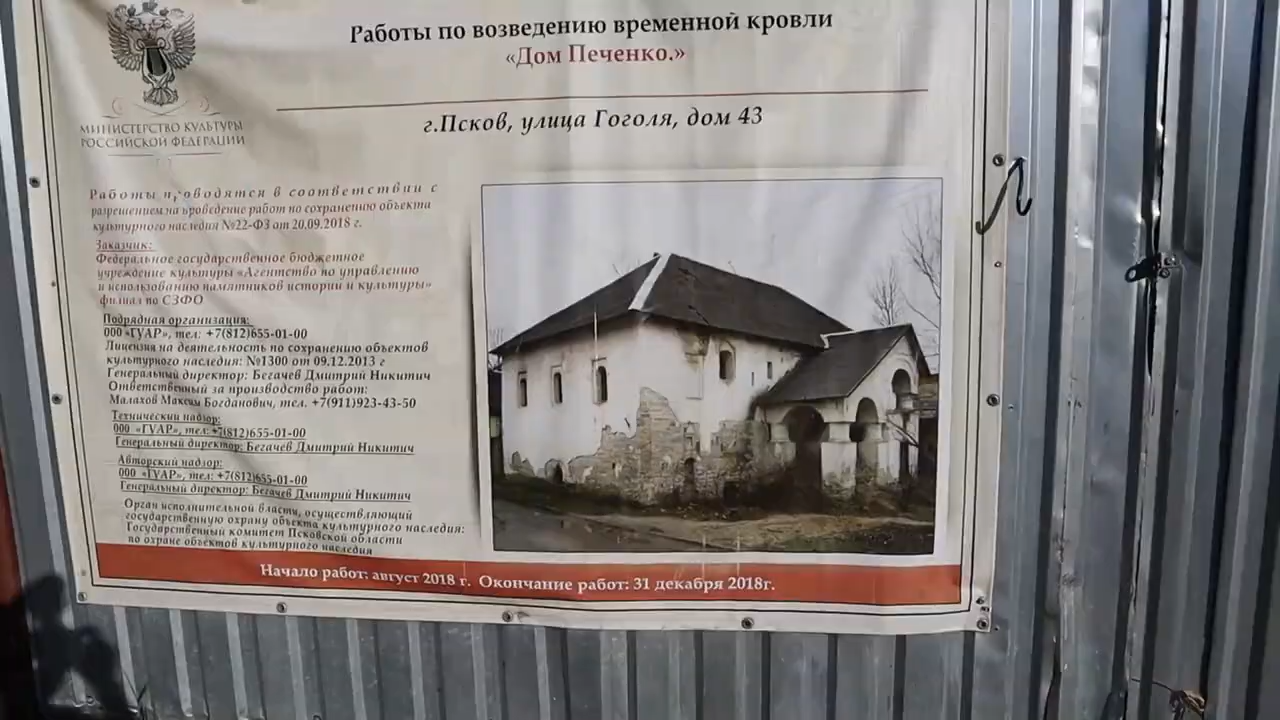 Работы по возведению временной кровли
«Дом Печенко.»
г.Псков, улица Гоголя, дом 43
МИНИСТЕРСТВО КУЛЬТУРЫ
РОССИЙСКОЙ ФЕДЕРАЦИИ
Работы проводятся в соответствии с
разрешением на проведение работ по сохранению объекта
культурного наследия №22-ФЗ от 20.09.2018 г.
Заказчик:
Федеральное государственное бюджетное
учреждение культуры «Агентство по управлению
и использованию памятников истории и культуры»
филиал по СЗФО
Подрядная организация:
ООО «ГУАР», тел: +7(812)655-01-00
Лицензия на деятельность по сохранению объектов
культурного наследия: №1300 от 09.12.2013 г
Генеральный директор: Бегачев Дмитрий Никитич
Ответственный за производство работ:
Малахов Максим Богданович, тел. +7(911)923-43-50
Технический надзор:
ООО «ГУАР», тел: +7(812)655-01-00
Генеральный директор: Бегачев Дмитрий Никитич
Авторский надзор:
ООО «ГУАР», тел: +7(812)655-01-00
Генеральный директор: Бегачев Дмитрий Никитич
Орган исполнительной власти, осуществляющий
государственную охрану объекта культурного наследия:
Государственный комитет Псковской области
по охране объектов культурного наследия
Начало работ: август 2018 г. Окончание работ: 31 декабря 2018г.